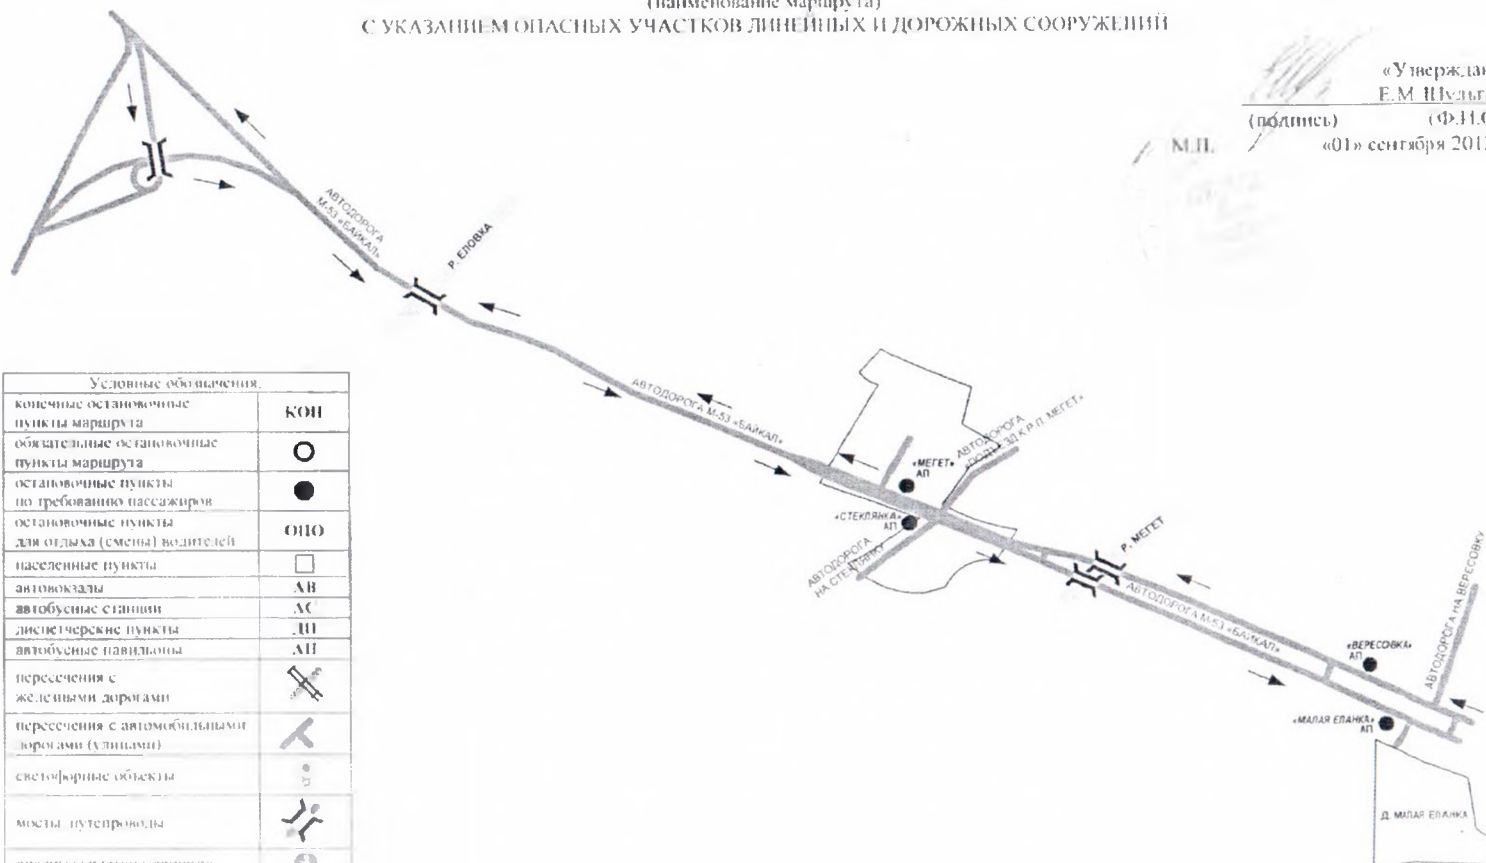 (наименование маршрута)
С УКАЗАНИЕМ ОПАСНЫХ УЧАСТКОВ ЛИНЕЙНЫХ И ДОРОЖНЫХ СООРУЖЕНИЙ
«Утверждаю
Е.М. Шульг
(подпись) (Ф.И.О
М.П. «01» сентября 201
АВТОДОРОГА
М-53 «БАЙКАЛ»
Р. ЕЛОВКА
АВТОДОРОГА М-53 «БАЙКАЛ»
«МЕГЕТ»
АП
АВТОДОРОГА
«ПОДЪЕЗД К Р.П. МЕГЕТ»
«СТЕКЛЯНКА»
АП
АВТОДОРОГА
НА СТЕКЛЯНКУ
Р. МЕГЕТ
АВТОДОРОГА М-53 «БАЙКАЛ»
«ВЕРЕСОВКА»
АП
АВТОДОРОГА НА ВЕРЕСОВКУ
«МАЛАЯ ЕЛАНКА»
АП
Д. МАЛАЯ ЕЛАНКА
Условные обозначения.
конечные остановочные
пункты маршрута КОП
обязательные остановочные
пункты маршрута
остановочные пункты
по требованию пассажиров
остановочные пункты
для отдыха (смены) водителей ОПО
населенные пункты
автовокзалы АВ
автобусные станции АС
диспетчерские пункты ДП
автобусные павильоны АП
пересечения с
железными дорогами
пересечения с автомобильными
дорогами (улицами)
светофорные объекты
мосты, путепроводы